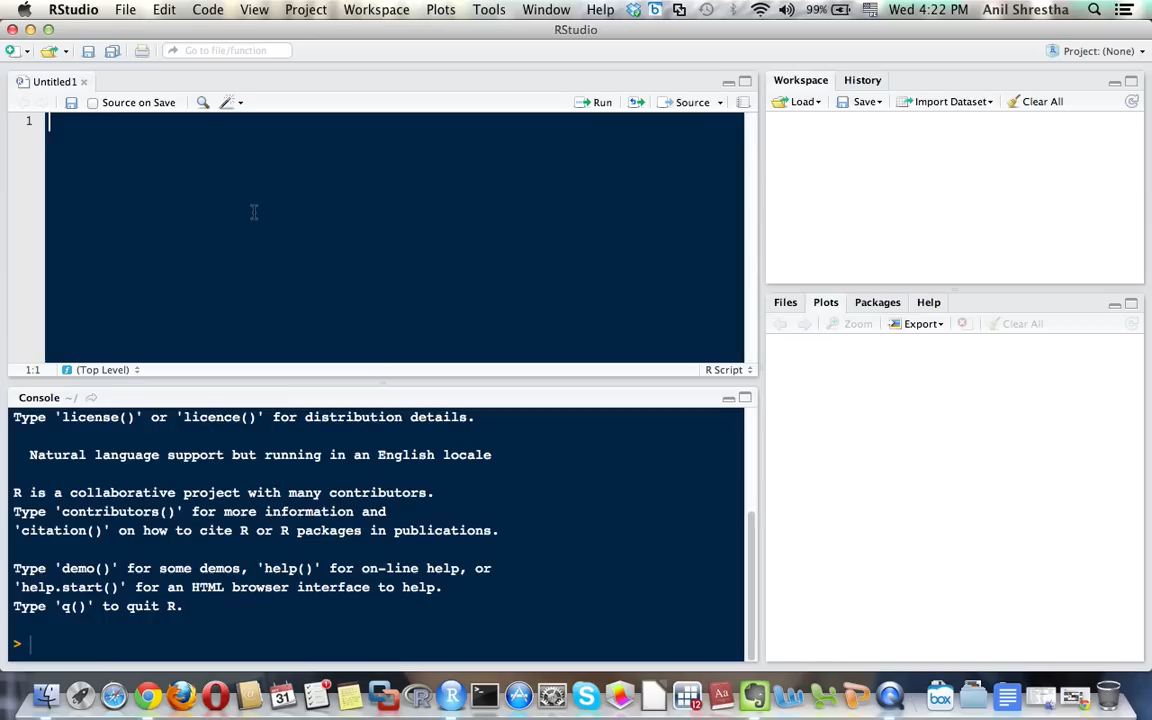 RStudio File Edit Code View Project Workspace Plots Tools Window Help 99% Wed 4:22 PM Anil Shrestha
RStudio
Go to file/function Project: (None)
Untitled1
Source on Save Run Source
1
1:1 (Top Level) R Script
Console ~/
Type 'license()' or 'licence()' for distribution details.
Natural language support but running in an English locale
R is a collaborative project with many contributors.
Type 'contributors()' for more information and
'citation()' on how to cite R or R packages in publications.
Type 'demo()' for some demos, 'help()' for on-line help, or
'help.start()' for an HTML browser interface to help.
Type 'q()' to quit R.
>
Workspace History
Load Save Import Dataset Clear All
Files Plots Packages Help
Zoom Export Clear All
31
1
12
Aa
box